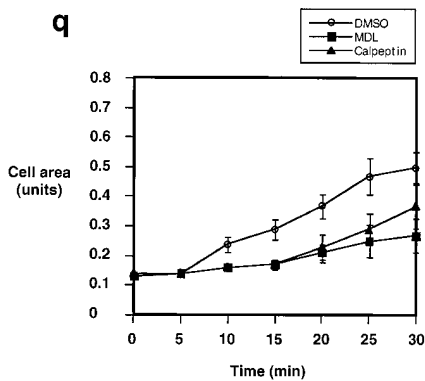 q
DMSO
MDL
Calpeptin
0.8
0.7
0.6
0.5
0.4
0.3
0.2
0.1
0
Cell area
(units)
0 5 10 15 20 25 30
Time (min)